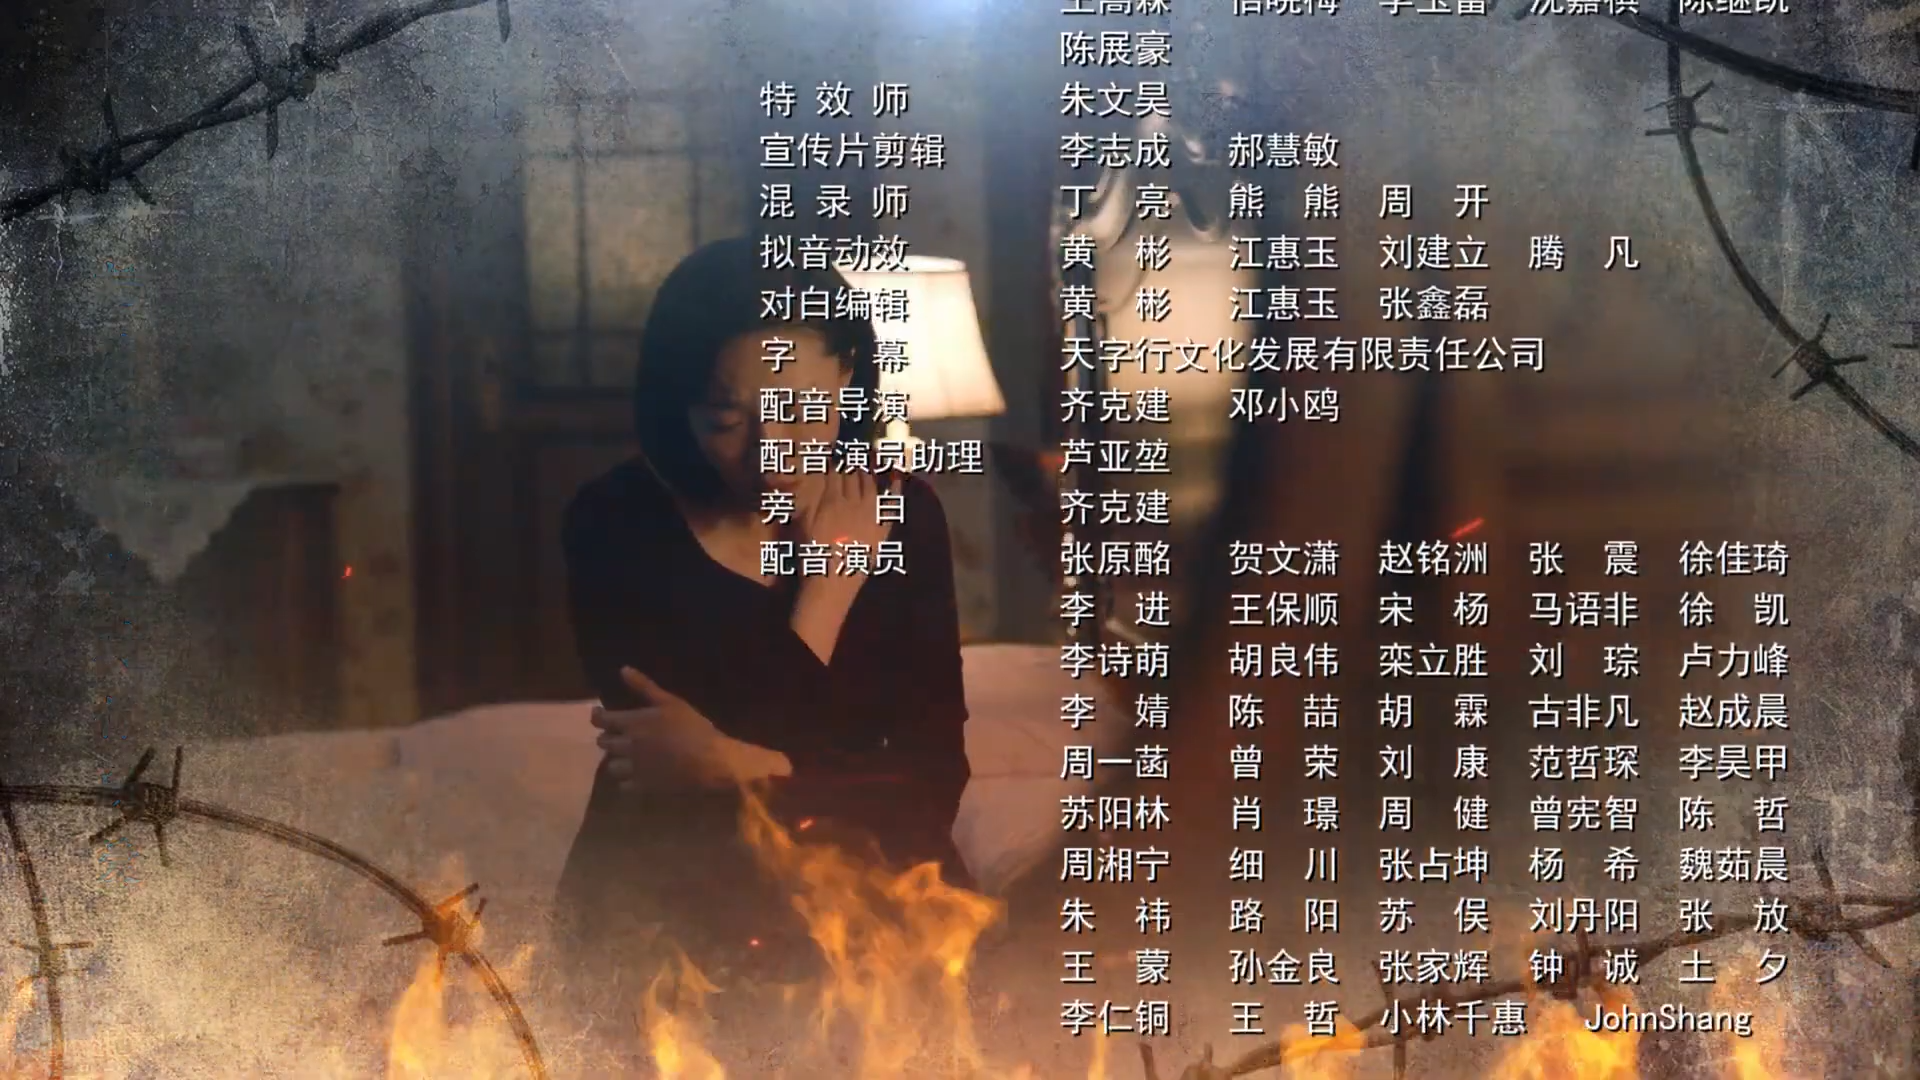 陈展豪
特效师 朱文昊
宣传片剪辑 李志成 郝慧敏
混录师 丁亮 熊熊 周开
拟音动效 黄彬 江惠玉 刘建立 腾凡
对白编辑 黄彬 江惠玉 张鑫磊
字幕 天字行文化发展有限责任公司
配音导演 齐克建 邓小鸥
配音演员助理 芦亚堃
旁白 齐克建
配音演员 张原酩 贺文潇 赵铭洲 张震 徐佳琦
李进 王保顺 宋杨 马语非 徐凯
李诗萌 胡良伟 栾立胜 刘琮 卢力峰
李婧 陈喆 胡霖 古非凡 赵成晨
周一菡 曾荣 刘康 范哲琛 李昊甲
苏阳林 肖璟 周健 曾宪智 陈哲
周湘宁 细川 张占坤 杨希 魏茹晨
朱祎 路阳 苏俣 刘丹阳 张放
王蒙 孙金良 张家辉 钟诚 土夕
李仁铜 王哲 小林千惠 JohnShang